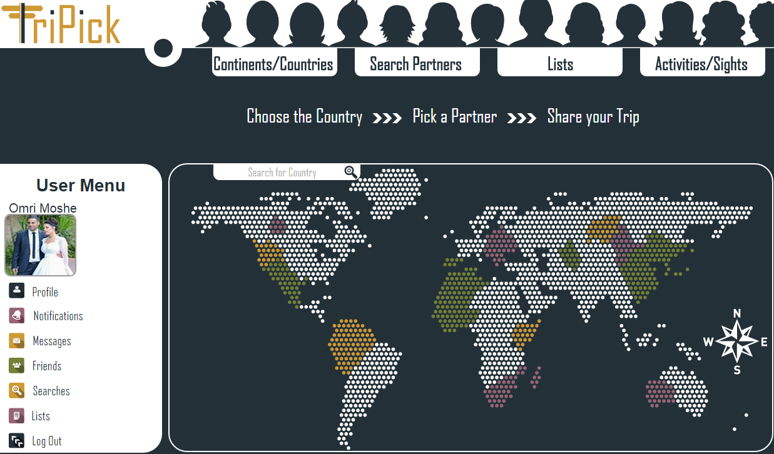 TriPick
Continents/Countries
Search Partners
Lists
Activities/Sights
Choose the Country >>> Pick a Partner >>> Share your Trip
User Menu
Omri Moshe
Profile
Notifications
Messages
Friends
Searches
Lists
Log Out
Search for Country
N
W E
S